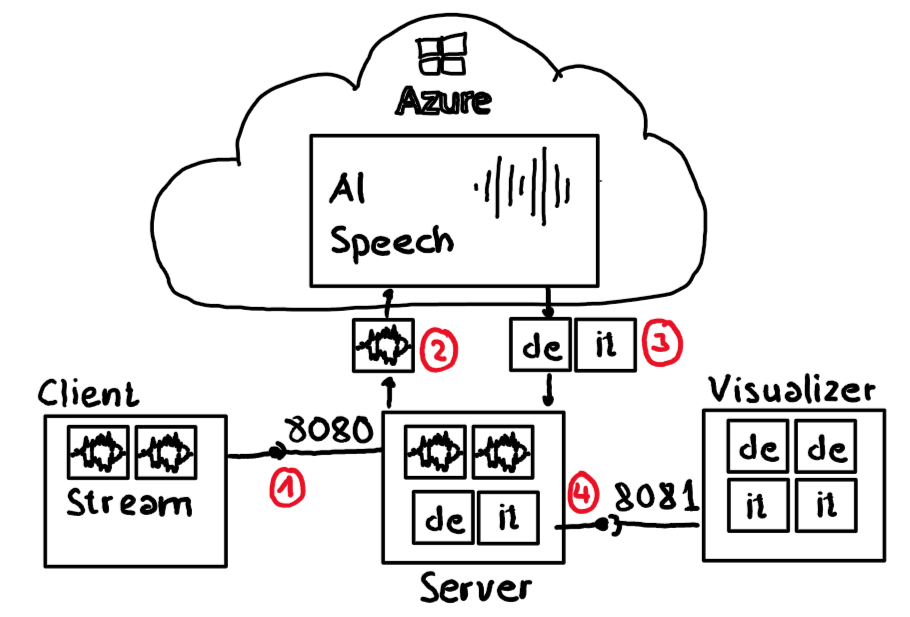 Azure
AI
Speech
2
de it 3
Client
Visualizer
8080
de de
Stream
1
de it
4
8081
it it
Server